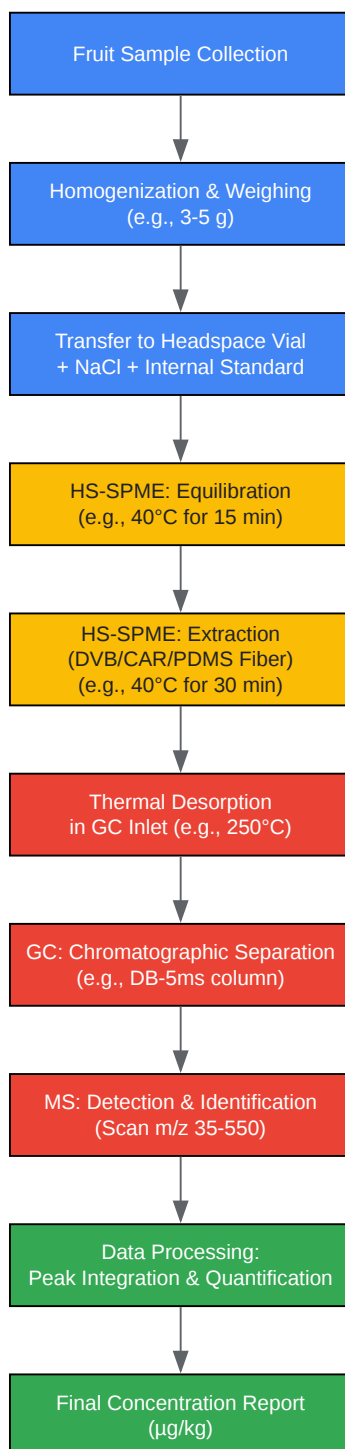 Fruit Sample Collection
Homogenization & Weighing
(e.g., 3-5 g)
Transfer to Headspace Vial
+ NaCl + Internal Standard
HS-SPME: Equilibration
(e.g., 40°C for 15 min)
HS-SPME: Extraction
(DVB/CAR/PDMS Fiber)
(e.g., 40°C for 30 min)
Thermal Desorption
in GC Inlet (e.g., 250°C)
GC: Chromatographic Separation
(e.g., DB-5ms column)
MS: Detection & Identification
(Scan m/z 35-550)
Data Processing:
Peak Integration & Quantification
Final Concentration Report
(µg/kg)